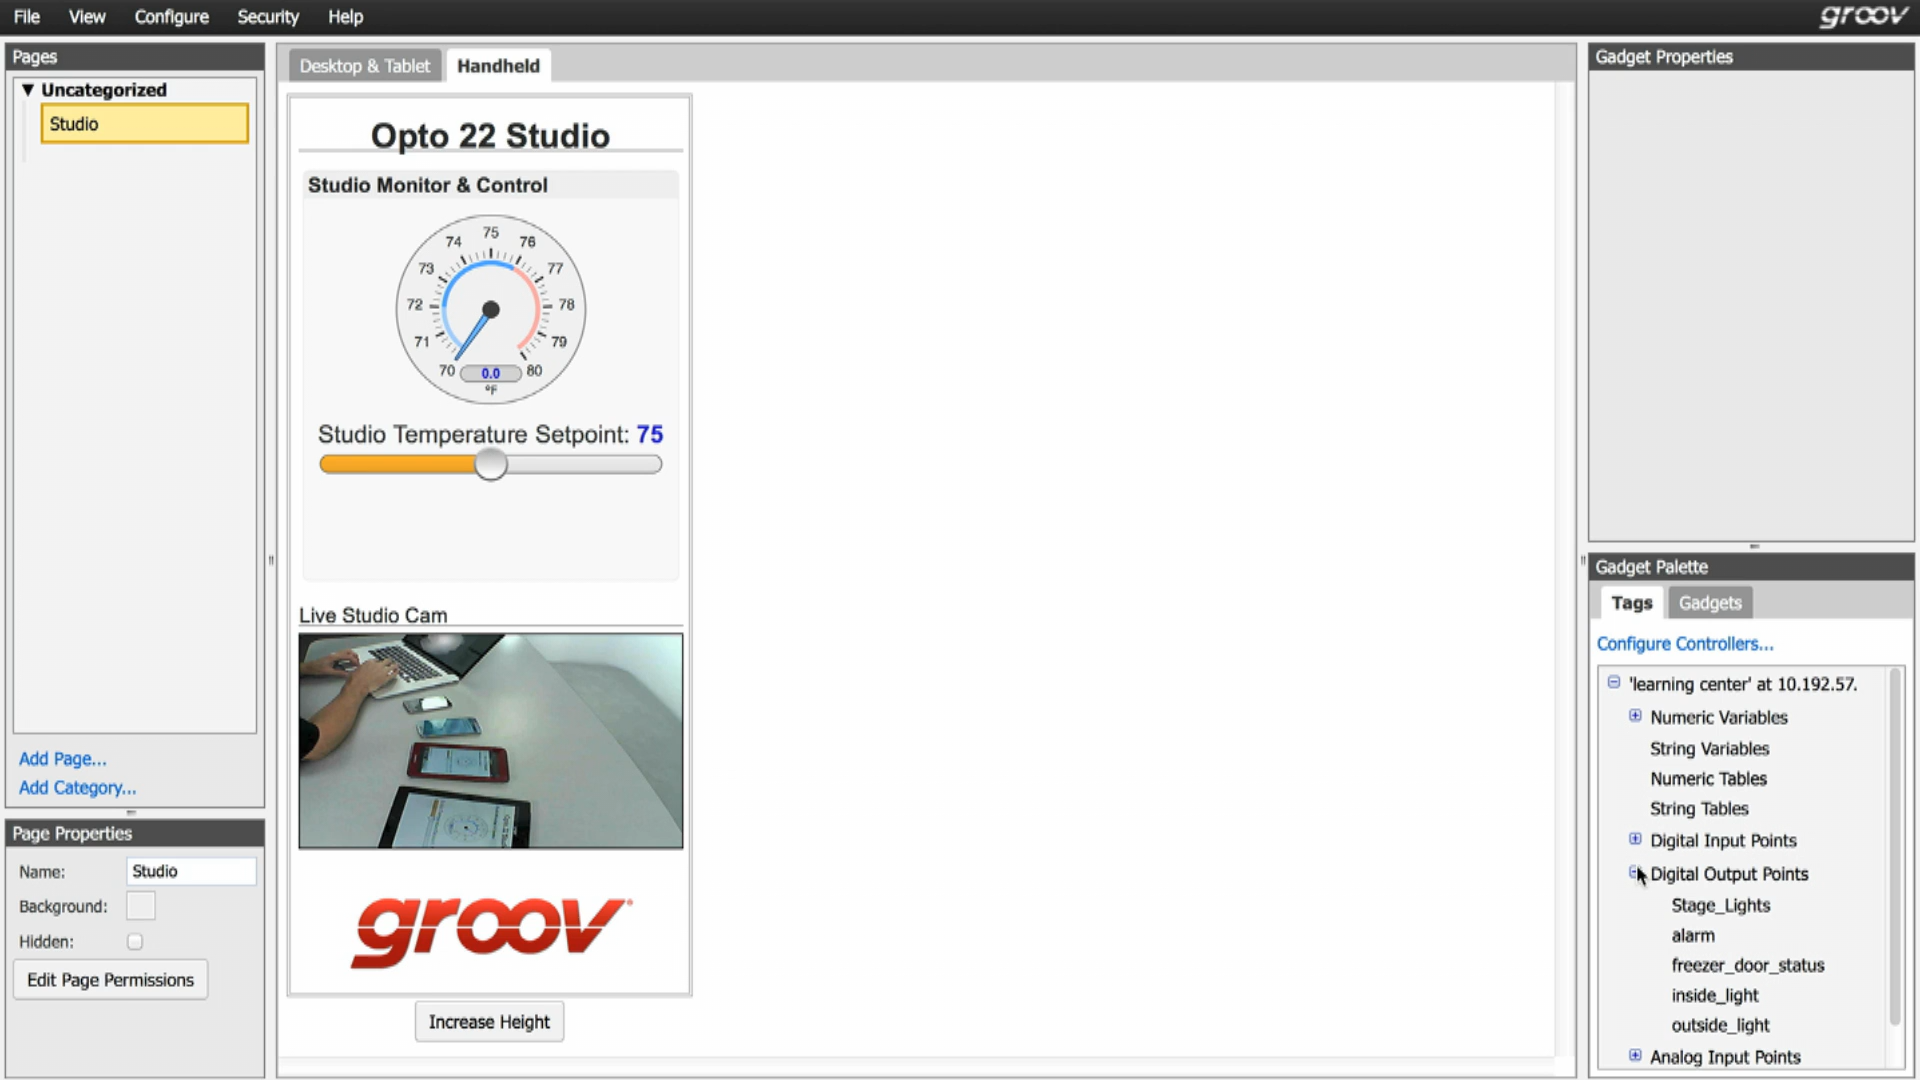 File View Configure Security Help
groov
Pages
Uncategorized
Studio
Add Page...
Add Category...
Page Properties
Name: Studio
Background:
Hidden:
Edit Page Permissions
Desktop & Tablet Handheld
Opto 22 Studio
Studio Monitor & Control
70 71 72 73 74 75 76 77 78 79 80
0.0
°F
Studio Temperature Setpoint: 75
Live Studio Cam
groov
Increase Height
Gadget Properties
Gadget Palette
Tags Gadgets
Configure Controllers...
'learning center' at 10.192.57.
Numeric Variables
String Variables
Numeric Tables
String Tables
Digital Input Points
Digital Output Points
Stage_Lights
alarm
freezer_door_status
inside_light
outside_light
Analog Input Points